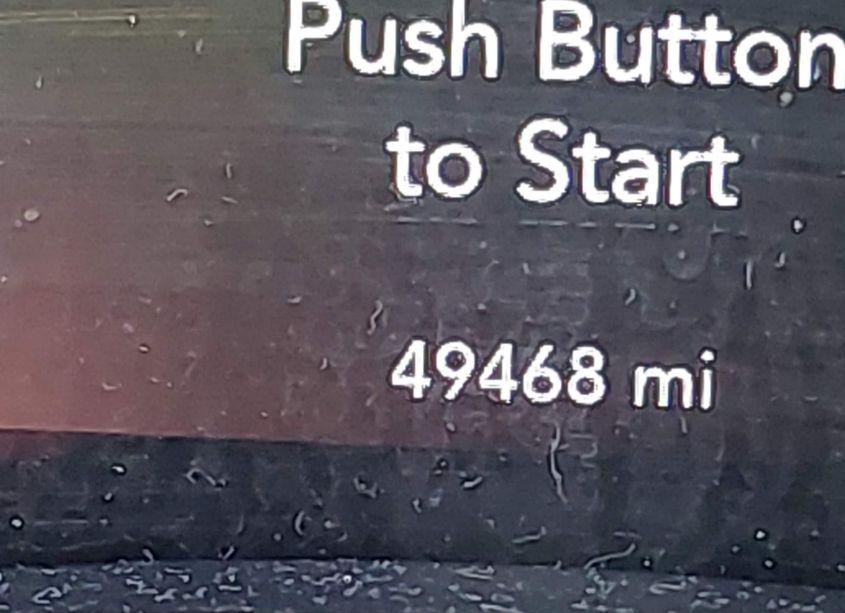 Push Button
to Start
49468 mi